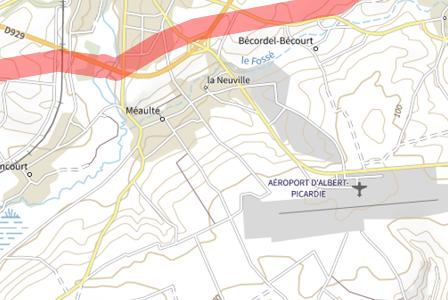 D929
Bécordel-Bécourt
le Fossé
la Neuville
Méaulte
100
ncourt
AÉROPORT D'ALBERT-
PICARDIE